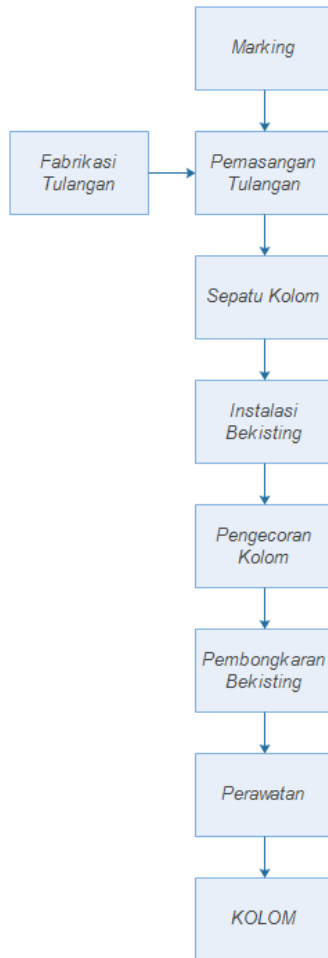 Marking
Fabrikasi
Tulangan
Pemasangan
Tulangan
Sepatu Kolom
Instalasi
Bekisting
Pengecoran
Kolom
Pembongkaran
Bekisting
Perawatan
KOLOM